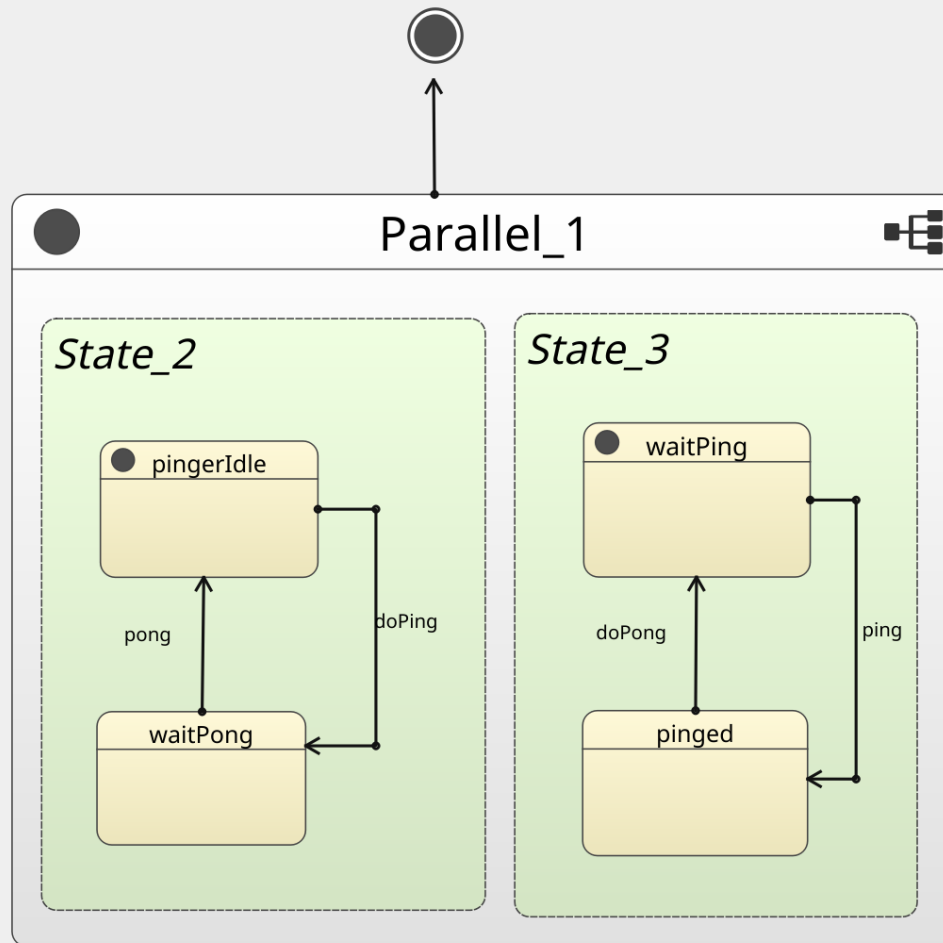 Parallel_1
State_2
pingerIdle
pong
doPing
waitPong
State_3
waitPing
doPong
ping
pinged